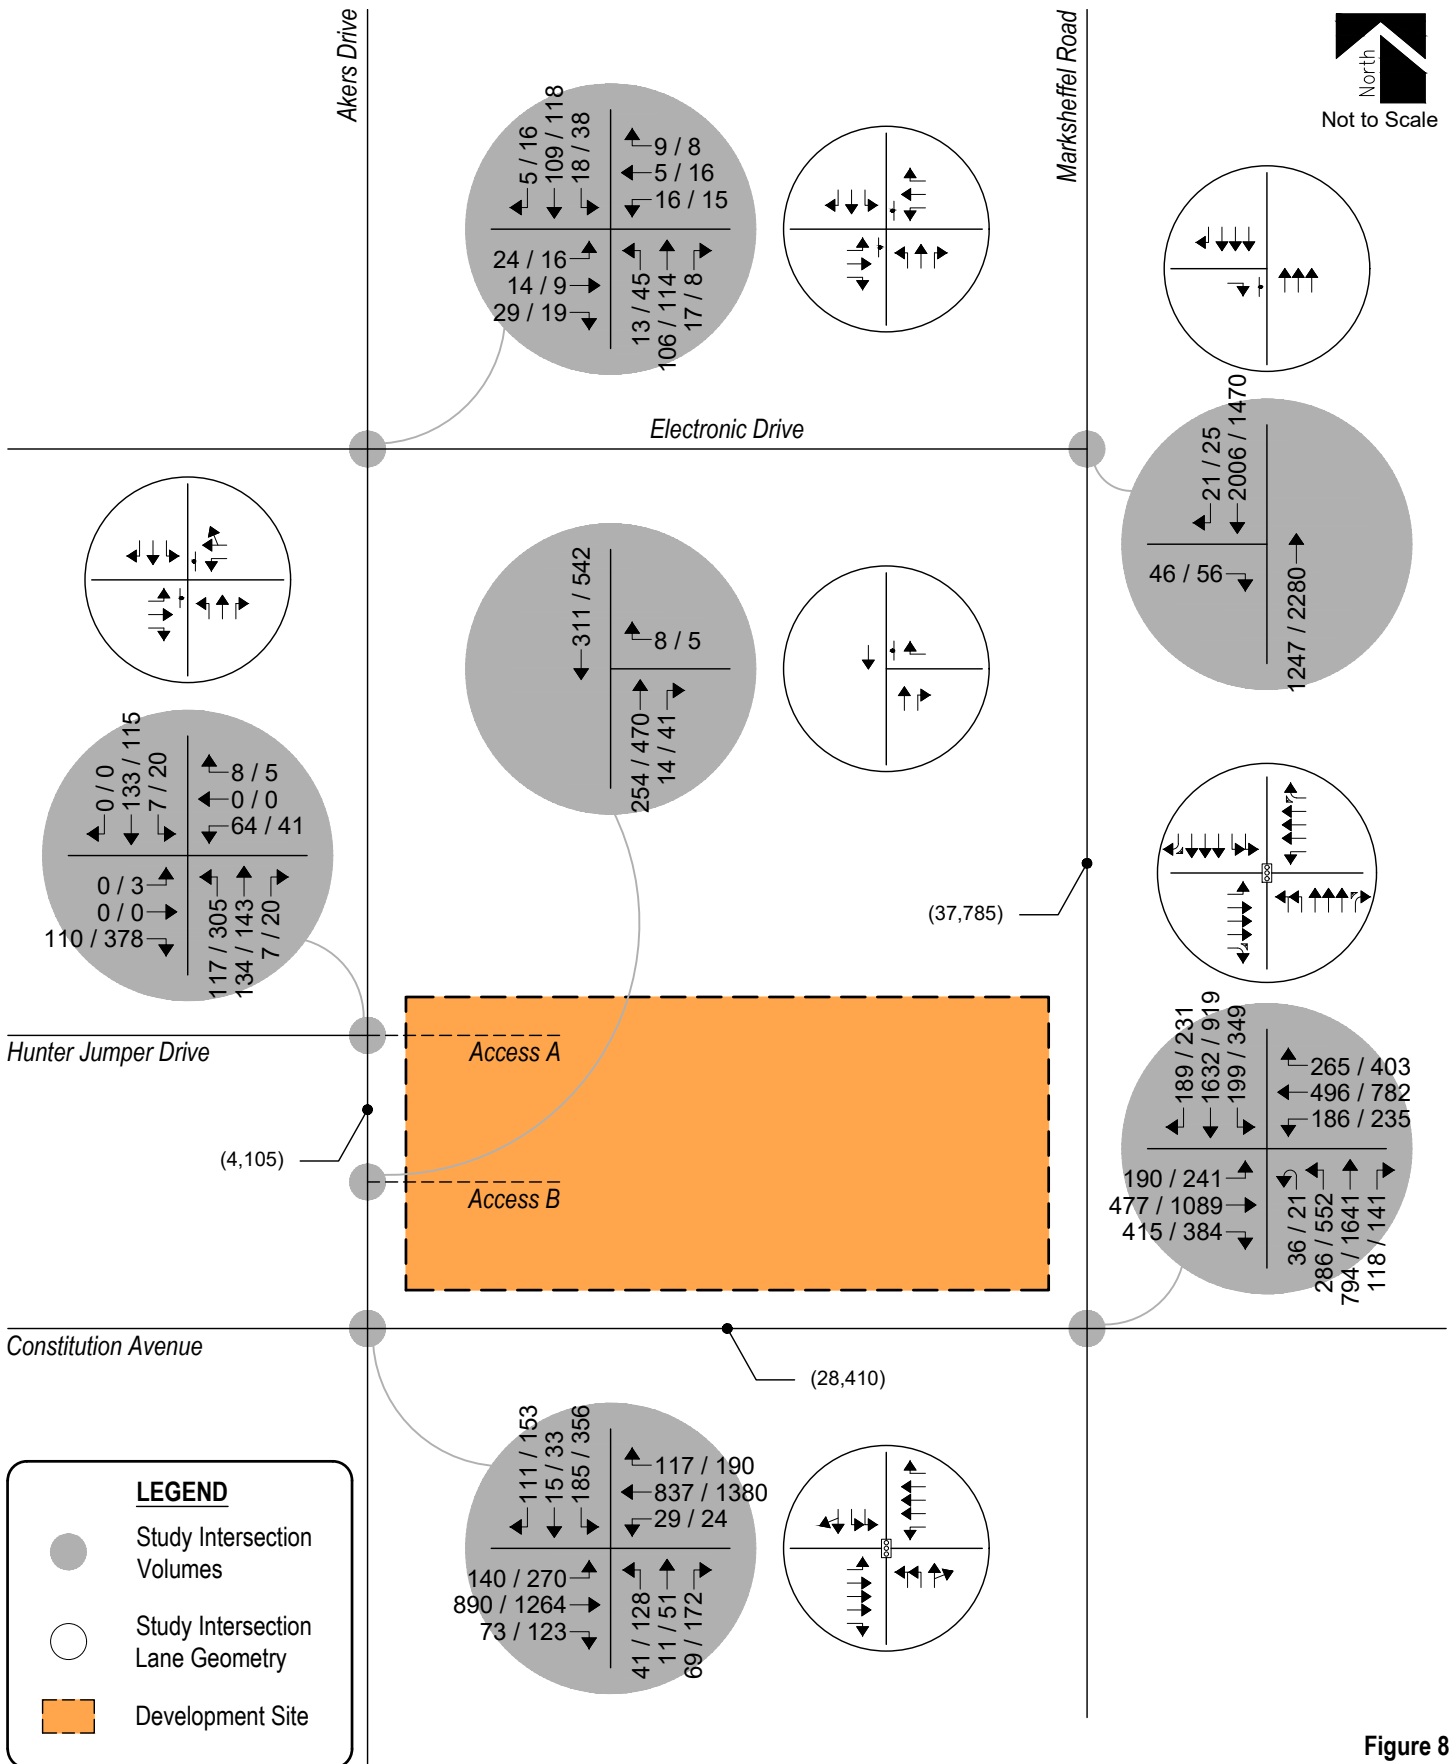 Akers Drive
Marksheffel Road
North
Not to Scale
5 / 16
109 / 118
18 / 38
9 / 8
5 / 16
16 / 15
24 / 16
14 / 9
29 / 19
13 / 45
106 / 114
17 / 8
Electronic Drive
21 / 25
2006 / 1470
46 / 56
1247 / 2280
311 / 542
8 / 5
254 / 470
14 / 41
0 / 0
133 / 115
7 / 20
8 / 5
0 / 0
64 / 41
0 / 3
0 / 0
110 / 378
117 / 305
134 / 143
7 / 20
(37,785)
Hunter Jumper Drive
Access A
(4,105)
Access B
189 / 231
1632 / 919
199 / 349
265 / 403
496 / 782
186 / 235
190 / 241
477 / 1089
415 / 384
36 / 21
286 / 552
794 / 1641
118 / 141
Constitution Avenue
(28,410)
111 / 153
15 / 33
185 / 356
117 / 190
837 / 1380
29 / 24
140 / 270
890 / 1264
73 / 123
41 / 128
11 / 51
69 / 172
LEGEND
Study Intersection
Volumes
Study Intersection
Lane Geometry
Development Site
Figure 8